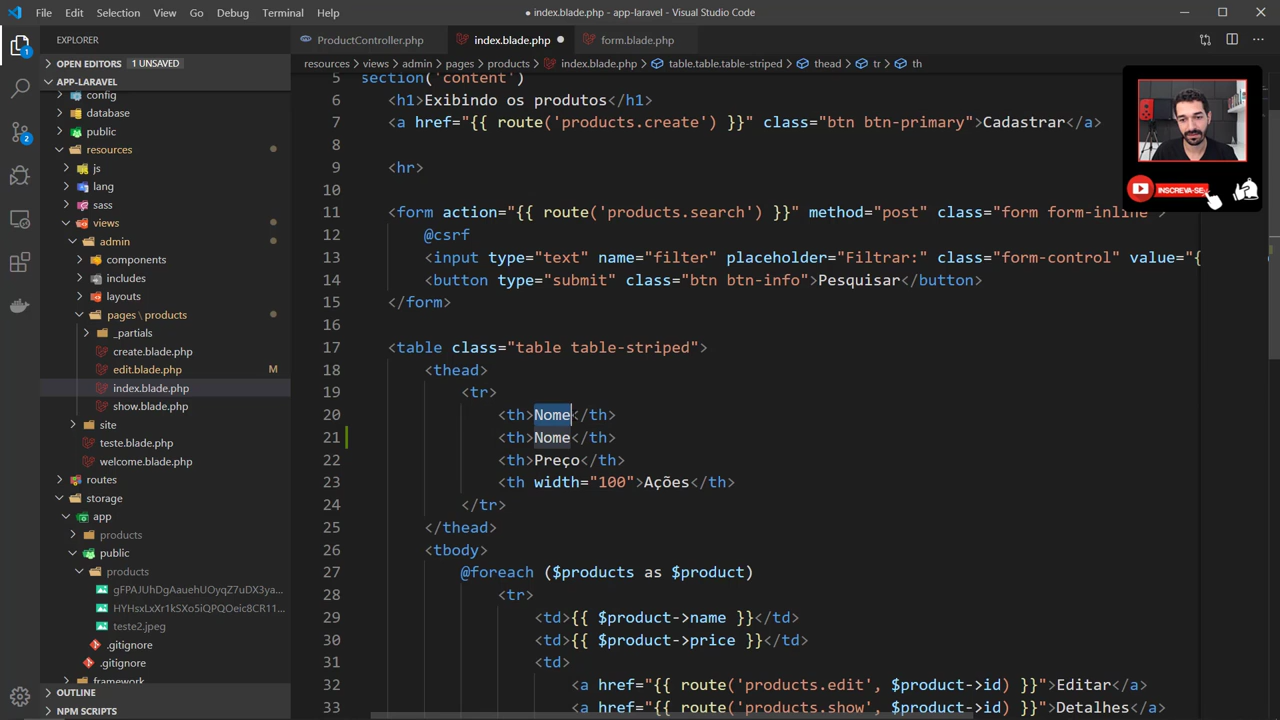 File Edit Selection View Go Debug Terminal Help
● index.blade.php - app-laravel - Visual Studio Code
EXPLORER
OPEN EDITORS 1 UNSAVED
APP-LARAVEL
config
database
public
resources
js
lang
sass
views
admin
components
includes
layouts
pages \ products
_partials
create.blade.php
edit.blade.php M
index.blade.php
show.blade.php
site
teste.blade.php
welcome.blade.php
routes
storage
app
products
public
products
gFPAJUhDgAauehUOyqZ7uDX3ya...
HYHsxLxXr1kSXo5iQPQOeic8CR11...
teste2.jpeg
.gitignore
.gitignore
framework
OUTLINE
NPM SCRIPTS
1
2
ProductController.php index.blade.php ● form.blade.php
resources > views > admin > pages > products > index.blade.php > table.table.table-striped > thead > tr > th
5 section('content')
6 <h1>Exibindo os produtos</h1>
7 <a href="{{ route('products.create') }}" class="btn btn-primary">Cadastrar</a>
8
9 <hr>
10
11 <form action="{{ route('products.search') }}" method="post" class="form form-inline">
12 @csrf
13 <input type="text" name="filter" placeholder="Filtrar:" class="form-control" value="{
14 <button type="submit" class="btn btn-info">Pesquisar</button>
15 </form>
16
17 <table class="table table-striped">
18 <thead>
19 <tr>
20 <th>Nome</th>
21 <th>Nome</th>
22 <th>Preço</th>
23 <th width="100">Ações</th>
24 </tr>
25 </thead>
26 <tbody>
27 @foreach ($products as $product)
28 <tr>
29 <td>{{ $product->name }}</td>
30 <td>{{ $product->price }}</td>
31 <td>
32 <a href="{{ route('products.edit', $product->id) }}">Editar</a>
33 <a href="{{ route('products.show', $product->id) }}">Detalhes</a>
INSCREVA-SE